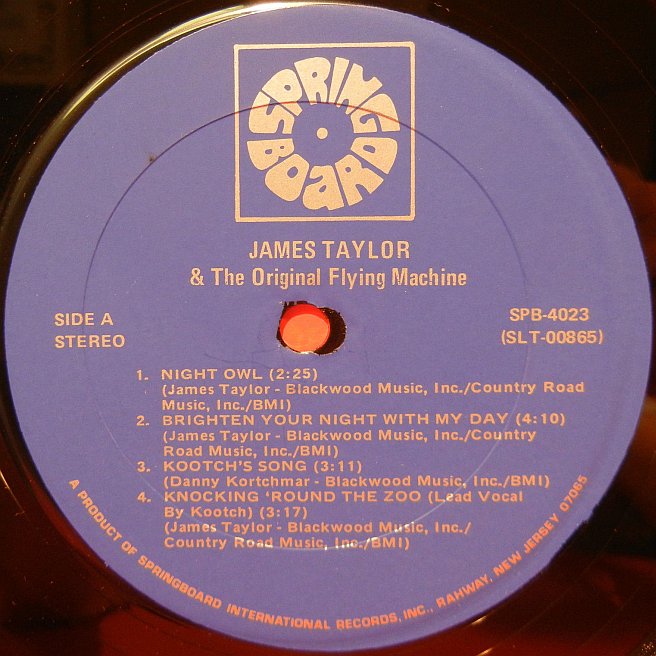 SPRING
BOARD
JAMES TAYLOR
& The Original Flying Machine
SIDE A
STEREO
SPB-4023
(SLT-00865)
1. NIGHT OWL (2:25)
(James Taylor - Blackwood Music, Inc./Country Road
Music, Inc./BMI)
2. BRIGHTEN YOUR NIGHT WITH MY DAY (4:10)
(James Taylor - Blackwood Music, Inc./Country
Road Music, Inc./BMI)
3. KOOTCH'S SONG (3:11)
(Danny Kortchmar - Blackwood Music, Inc./BMI)
4. KNOCKING 'ROUND THE ZOO (Lead Vocal
By Kootch) (3:17)
(James Taylor - Blackwood Music, Inc./
Country Road Music, Inc./BMI)
A PRODUCT OF SPRINGBOARD INTERNATIONAL RECORDS, INC., RAHWAY, NEW JERSEY 07065